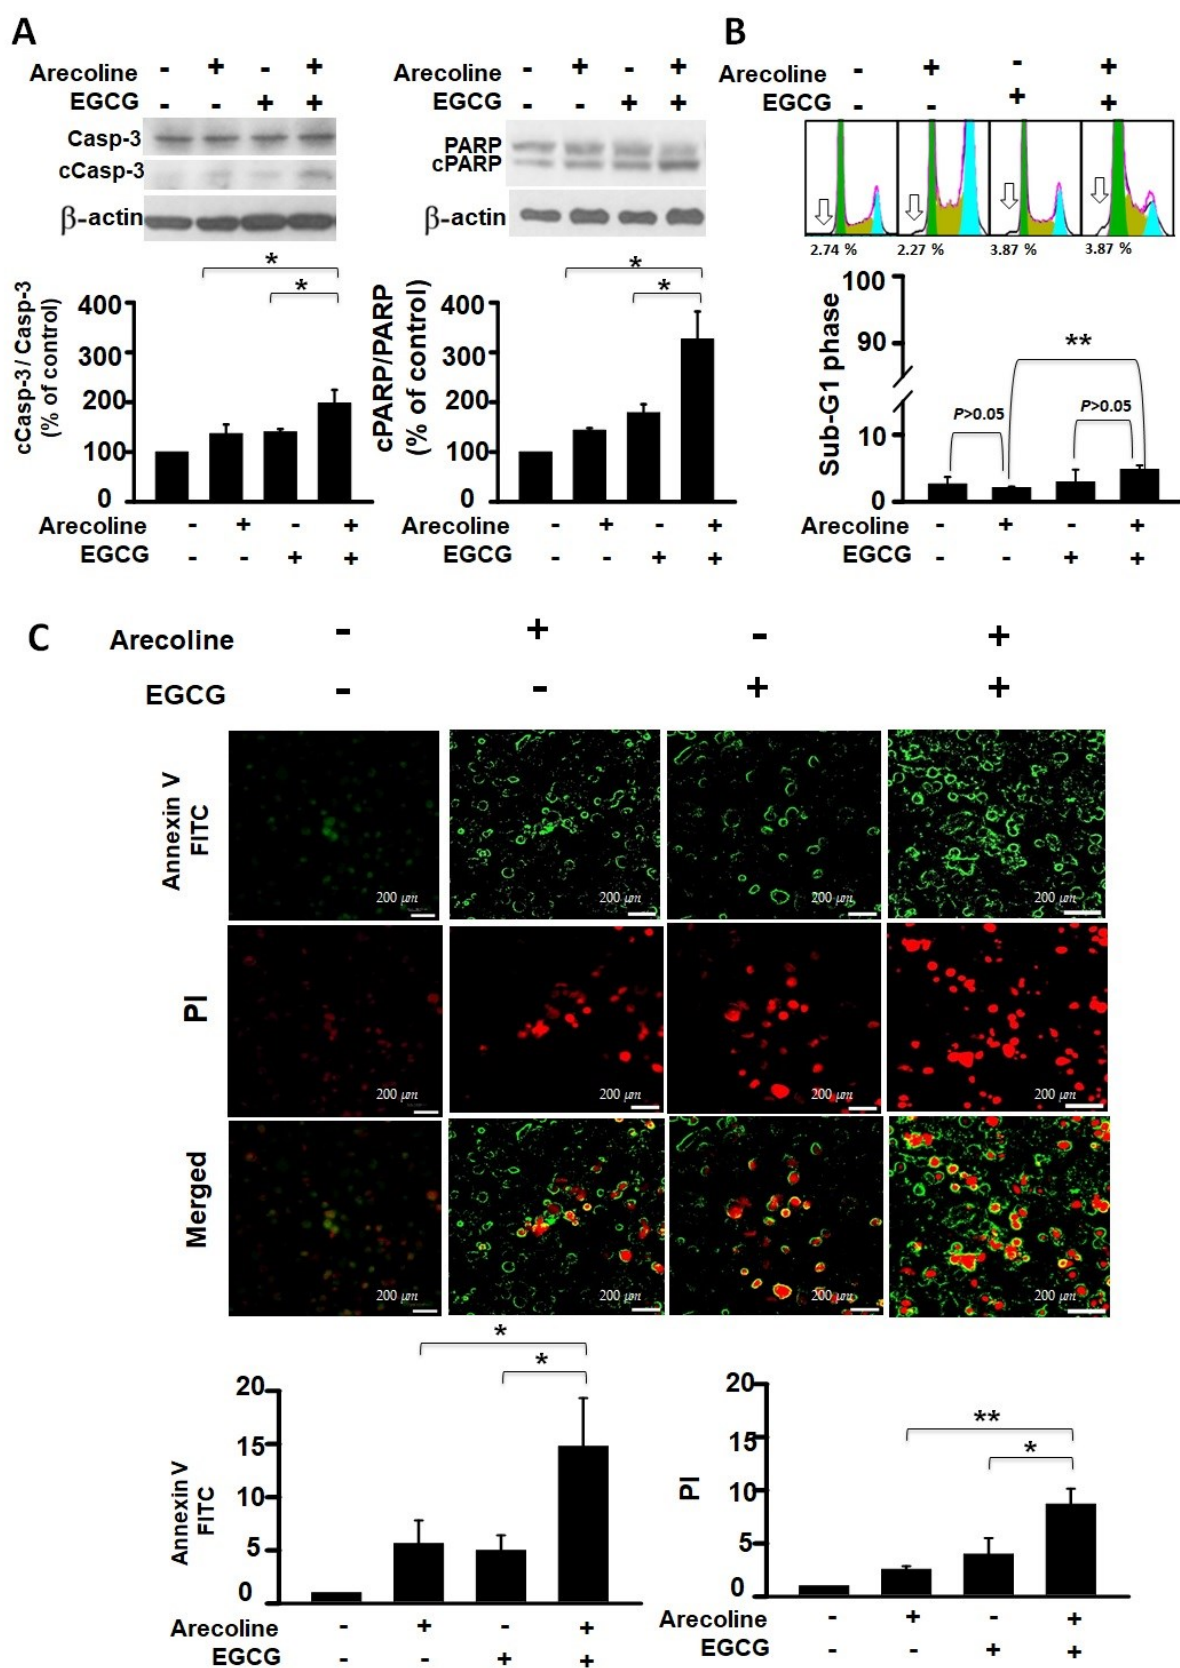 A
Arecoline - + - +
EGCG - - + +
Casp-3
cCasp-3
β-actin
* 
*
cCasp-3 / Casp-3
(% of control)
400
300
200
100
0
Arecoline - + - +
EGCG - - + +
Arecoline - + - +
EGCG - - + +
PARP
cPARP
β-actin
*
*
cPARP/PARP
(% of control)
400
300
200
100
0
Arecoline - + - +
EGCG - - + +
B
Arecoline - + - +
EGCG - - + +
2.74 % 2.27 % 3.87 % 3.87 %
Sub-G1 phase
100
90
10
0
**
P>0.05 P>0.05
Arecoline - + - +
EGCG - - + +
C
Arecoline - + - +
EGCG - - + +
Annexin V
FITC
200 µm 200 µm 200 µm 200 µm
PI
200 µm 200 µm 200 µm 200 µm
Merged
200 µm 200 µm 200 µm 200 µm
*
*
Annexin V
FITC
20
15
10
5
0
Arecoline - + - +
EGCG - - + +
**
*
PI
20
15
10
5
0
Arecoline - + - +
EGCG - - + +